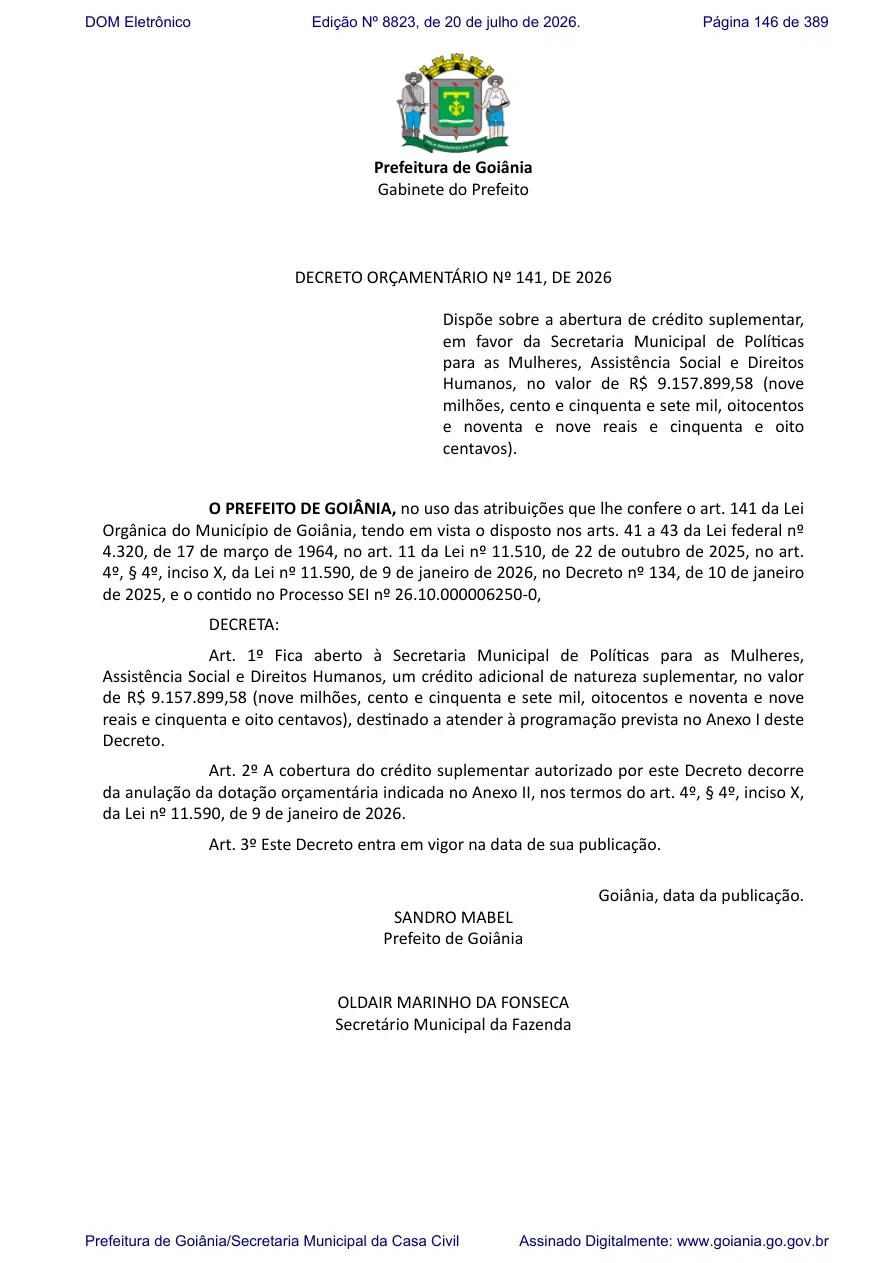 DOM Eletrônico Edição Nº 8823, de 20 de julho de 2026. Página 146 de 389
PELA GRANDEZA DA PÁTRIA
Prefeitura de Goiânia
Gabinete do Prefeito
DECRETO ORÇAMENTÁRIO Nº 141, DE 2026
Dispõe sobre a abertura de crédito suplementar,
em favor da Secretaria Municipal de Políticas
para as Mulheres, Assistência Social e Direitos
Humanos, no valor de R$ 9.157.899,58 (nove
milhões, cento e cinquenta e sete mil, oitocentos
e noventa e nove reais e cinquenta e oito
centavos).
O PREFEITO DE GOIÂNIA, no uso das atribuições que lhe confere o art. 141 da Lei
Orgânica do Município de Goiânia, tendo em vista o disposto nos arts. 41 a 43 da Lei federal nº
4.320, de 17 de março de 1964, no art. 11 da Lei nº 11.510, de 22 de outubro de 2025, no art.
4º, § 4º, inciso X, da Lei nº 11.590, de 9 de janeiro de 2026, no Decreto nº 134, de 10 de janeiro
de 2025, e o contido no Processo SEI nº 26.10.000006250-0,
DECRETA:
Art. 1º Fica aberto à Secretaria Municipal de Políticas para as Mulheres,
Assistência Social e Direitos Humanos, um crédito adicional de natureza suplementar, no valor
de R$ 9.157.899,58 (nove milhões, cento e cinquenta e sete mil, oitocentos e noventa e nove
reais e cinquenta e oito centavos), destinado a atender à programação prevista no Anexo I deste
Decreto.
Art. 2º A cobertura do crédito suplementar autorizado por este Decreto decorre
da anulação da dotação orçamentária indicada no Anexo II, nos termos do art. 4º, § 4º, inciso X,
da Lei nº 11.590, de 9 de janeiro de 2026.
Art. 3º Este Decreto entra em vigor na data de sua publicação.
Goiânia, data da publicação.
SANDRO MABEL
Prefeito de Goiânia
OLDAIR MARINHO DA FONSECA
Secretário Municipal da Fazenda
Prefeitura de Goiânia/Secretaria Municipal da Casa Civil Assinado Digitalmente: www.goiania.go.gov.br